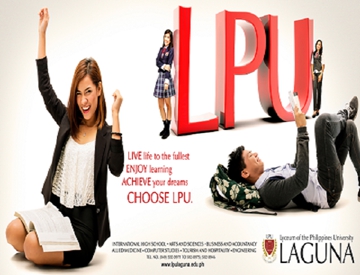 LPU
LIVE life to the fullest
ENJOY learning
ACHIEVE your dreams
CHOOSE LPU.
Lyceum of the Philippines University
LAGUNA
INTERNATIONAL HIGH SCHOOL • ARTS AND SCIENCES • BUSINESS AND ACCOUNTANCY
ALLIED MEDICINE • COMPUTER STUDIES • TOURISM AND HOSPITALITY • ENGINEERING
www.lpulaguna.edu.ph